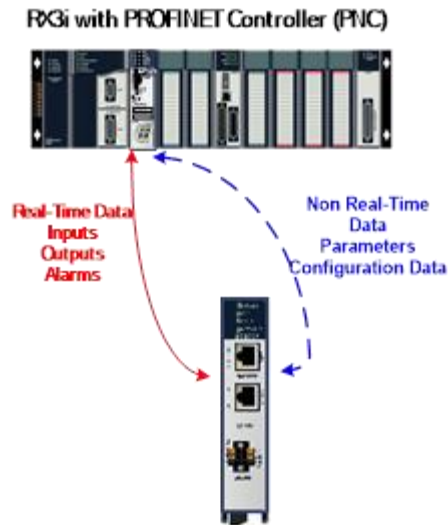 RX3i with PROFINET Controller (PNC)
Real-Time Data
Inputs
Outputs
Alarms
Non Real-Time
Data
Parameters
Configuration Data